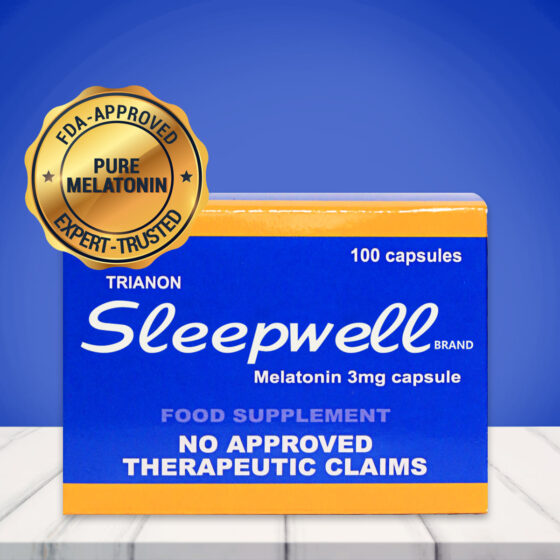 FDA-APPROVED
PURE
MELATONIN
EXPERT-TRUSTED
100 capsules
TRIANON
Sleepwell BRAND
Melatonin 3mg capsule
FOOD SUPPLEMENT
NO APPROVED
THERAPEUTIC CLAIMS